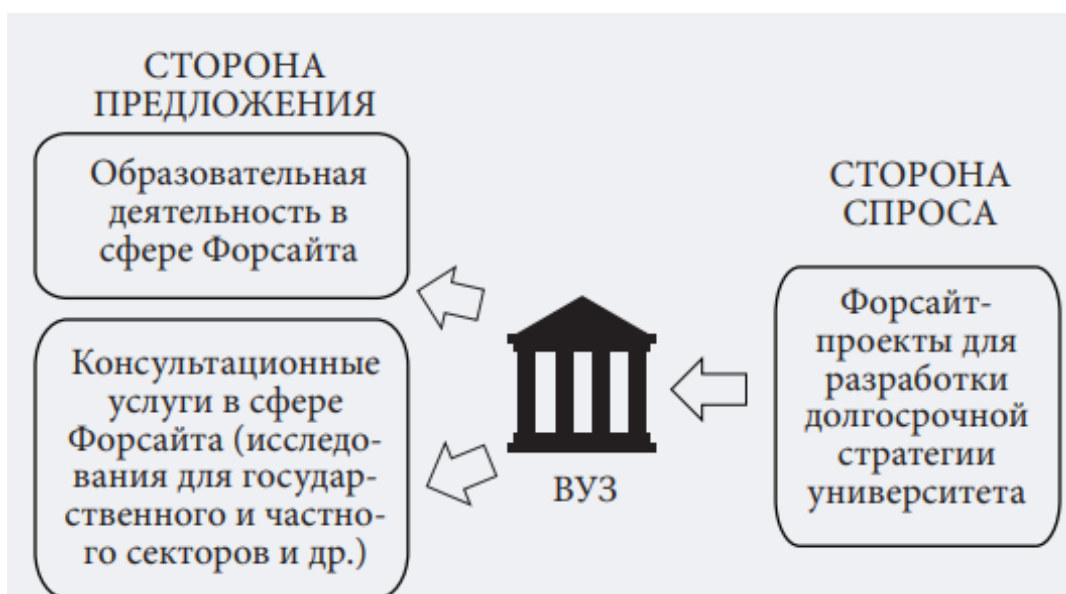 СТОРОНА
ПРЕДЛОЖЕНИЯ
Образовательная
деятельность в
сфере Форсайта
Консультационные
услуги в сфере
Форсайта (исследо-
вания для государ-
ственного и частно-
го секторов и др.)
ВУЗ
СТОРОНА
СПРОСА
Форсайт-
проекты для
разработки
долгосрочной
стратегии
университета